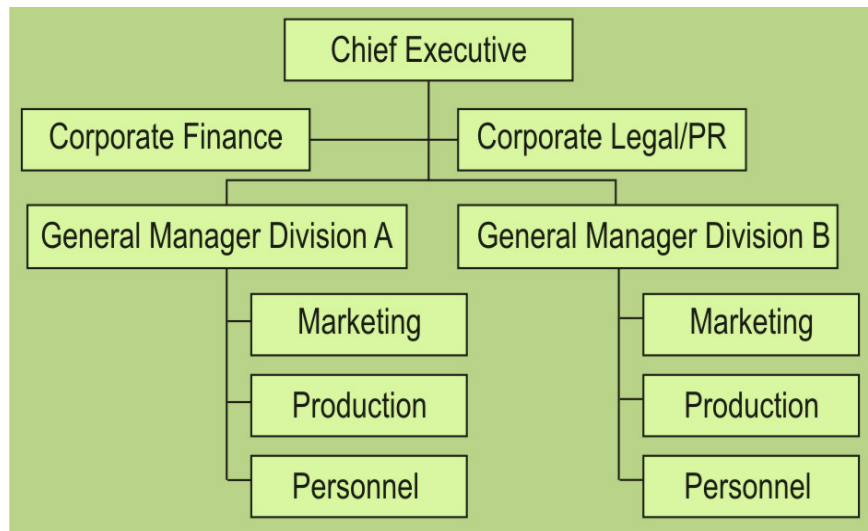 Chief Executive
Corporate Finance
Corporate Legal/PR
General Manager Division A
General Manager Division B
Marketing
Marketing
Production
Production
Personnel
Personnel